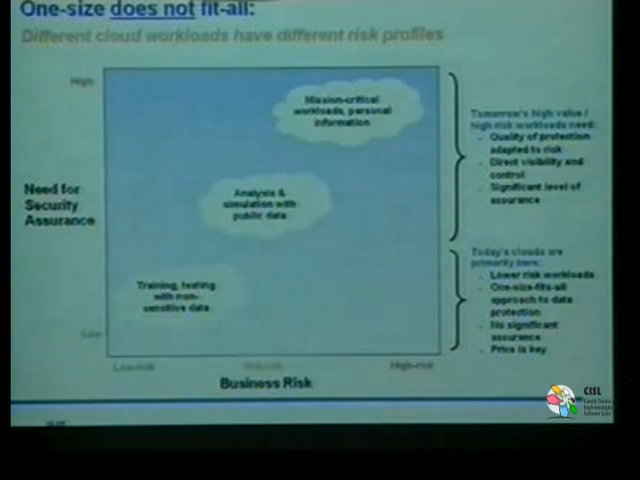 One-size does not fit-all:
Different cloud workloads have different risk profiles
High
Mission-critical
workloads, personal
information
Need for
Security
Assurance
Analysis &
simulation with
public data
Training, testing
with non-
sensitive data
Low
Low-risk
High-risk
Business Risk
Tomorrow's high value /
high risk workloads need:
Quality of protection
adapted to risk
Direct visibility and
control
Significant level of
assurance
Today's clouds are
primarily here:
Lower risk workloads
One-size-fits-all
approach to data
protection
No significant
assurance
Price is key
CISL